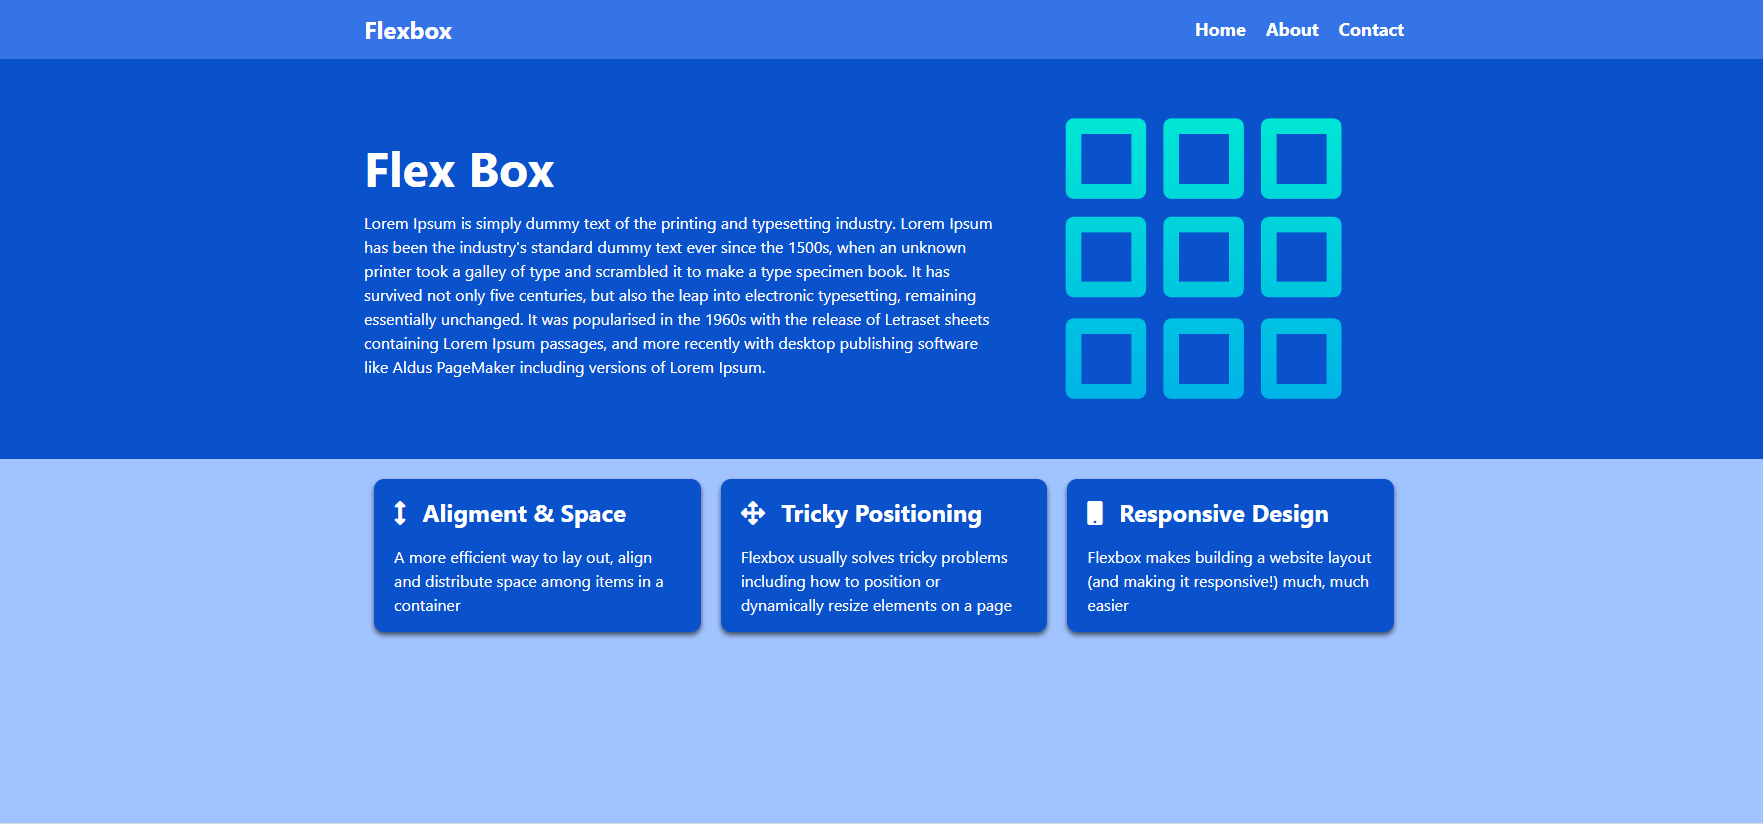 Flexbox
Home About Contact
Flex Box
Lorem Ipsum is simply dummy text of the printing and typesetting industry. Lorem Ipsum
has been the industry's standard dummy text ever since the 1500s, when an unknown
printer took a galley of type and scrambled it to make a type specimen book. It has
survived not only five centuries, but also the leap into electronic typesetting, remaining
essentially unchanged. It was popularised in the 1960s with the release of Letraset sheets
containing Lorem Ipsum passages, and more recently with desktop publishing software
like Aldus PageMaker including versions of Lorem Ipsum.
Aligment & Space
A more efficient way to lay out, align
and distribute space among items in a
container
Tricky Positioning
Flexbox usually solves tricky problems
including how to position or
dynamically resize elements on a page
Responsive Design
Flexbox makes building a website layout
(and making it responsive!) much, much
easier